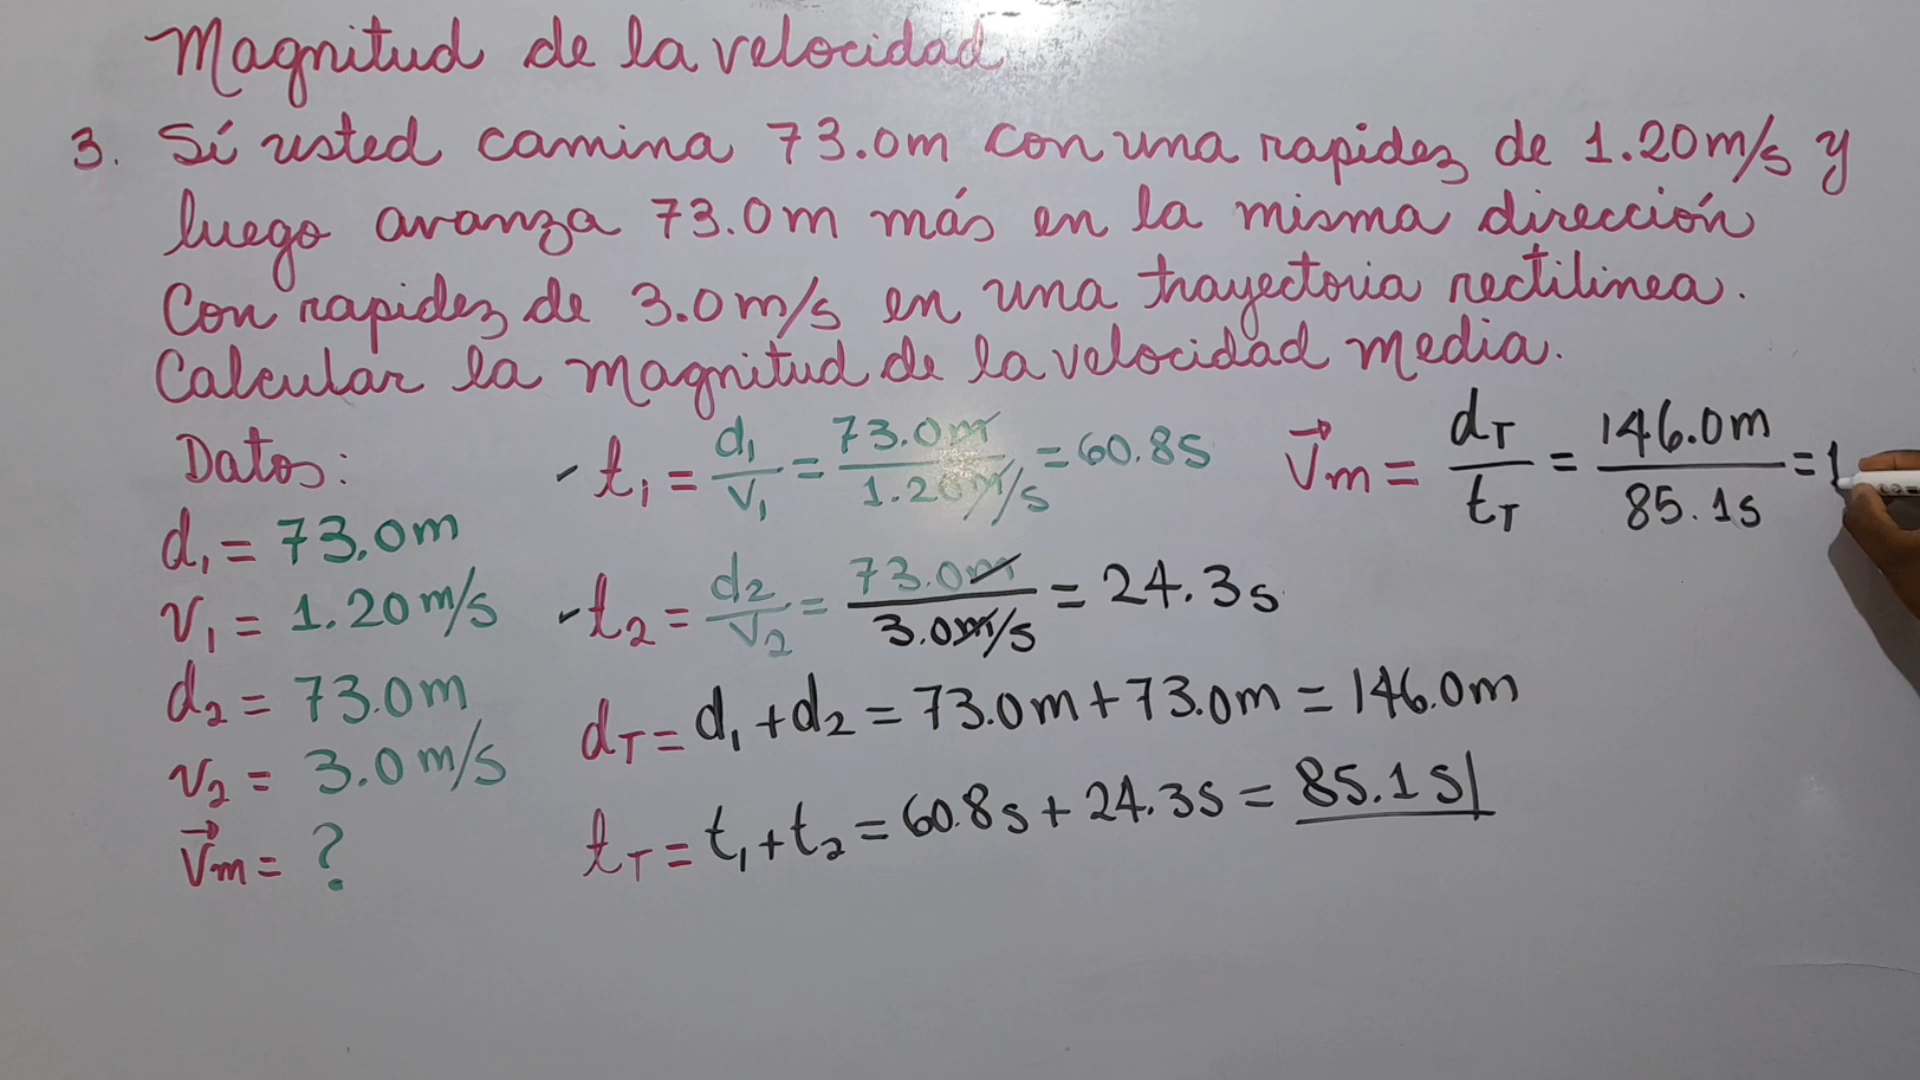 Magnitud de la velocidad
3. Sí usted camina 73.0m con una rapidez de 1.20m/s y
luego avanza 73.0m más en la misma dirección
Con rapidez de 3.0m/s en una trayectoria rectilinea.
Calcular la magnitud de la velocidad media.
Datos:
d₁ = 73.0m
v₁ = 1.20m/s
d₂ = 73.0m
v₂ = 3.0m/s
V⃗m = ?
- t₁ = d₁/v₁ = 73.0m/1.20m/s = 60.8s
- t₂ = d₂/v₂ = 73.0m/3.0m/s = 24.3s
dT = d₁ + d₂ = 73.0m + 73.0m = 146.0m
tT = t₁ + t₂ = 60.8s + 24.3s = 85.1s
V⃗m = dT/tT = 146.0m/85.1s = 1